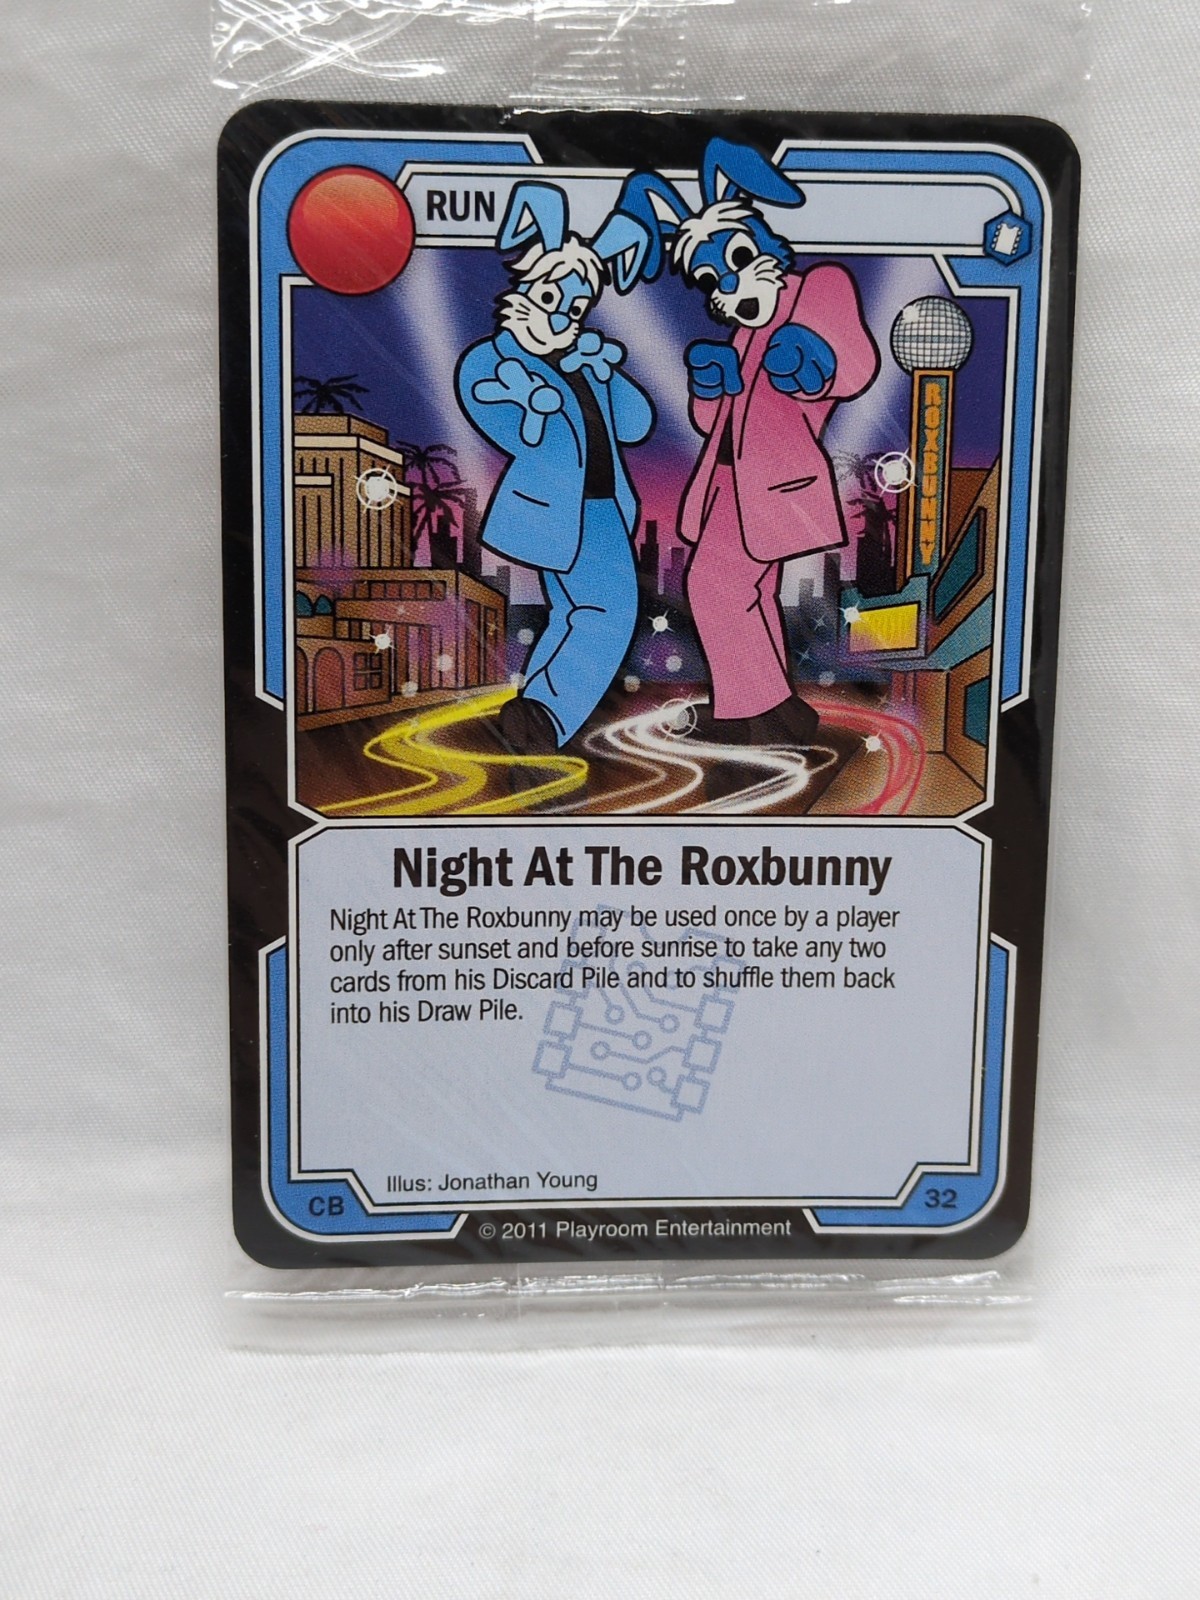 RUN
ROXBUNNY
Night At The Roxbunny
Night At The Roxbunny may be used once by a player
only after sunset and before sunrise to take any two
cards from his Discard Pile and to shuffle them back
into his Draw Pile.
Illus: Jonathan Young
CB
32
© 2011 Playroom Entertainment